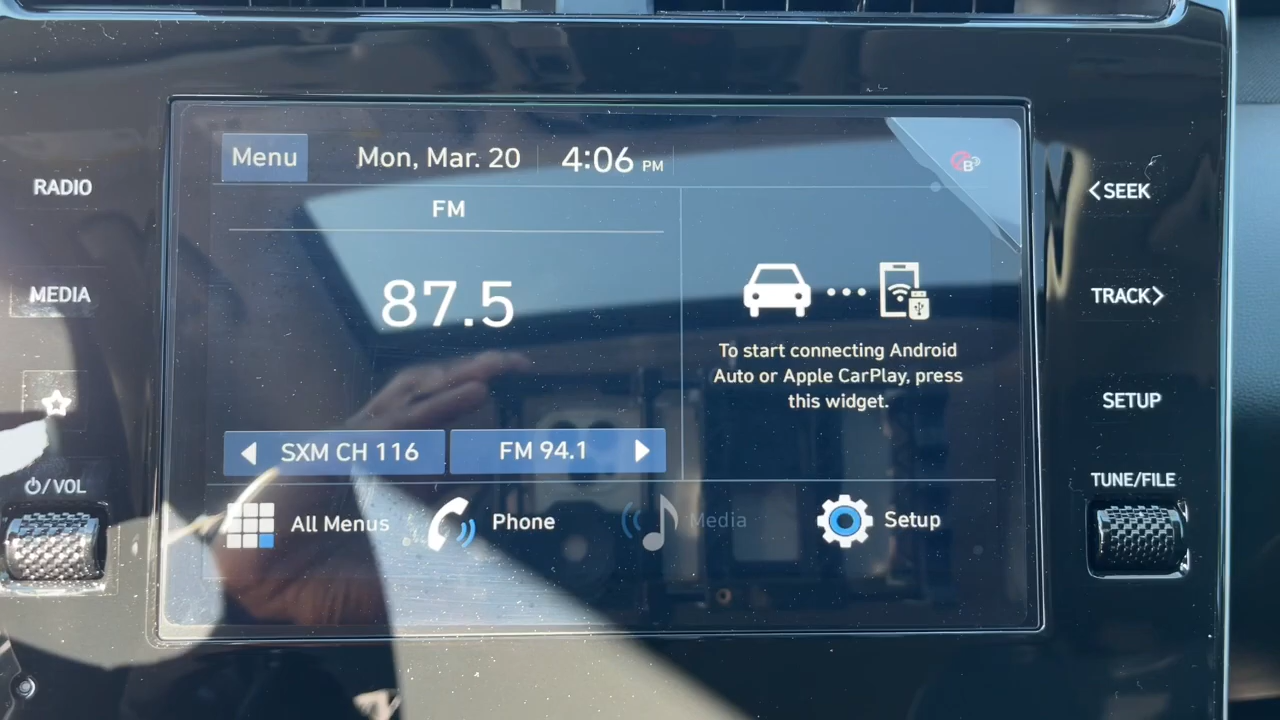 Menu
Mon, Mar. 20
4:06 PM
B
RADIO
MEDIA
VOL
FM
87.5
SXM CH 116
FM 94.1
To start connecting Android
Auto or Apple CarPlay, press
this widget.
All Menus
Phone
Media
Setup
<SEEK
TRACK>
SETUP
TUNE/FILE